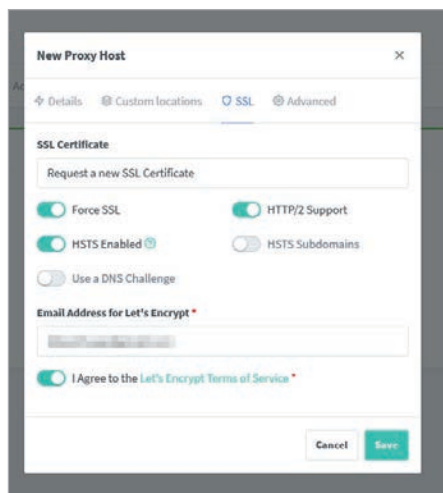 New Proxy Host ×
Details Custom locations SSL Advanced
SSL Certificate
Request a new SSL Certificate
Force SSL HTTP/2 Support
HSTS Enabled ? HSTS Subdomains
Use a DNS Challenge
Email Address for Let's Encrypt *
I Agree to the Let's Encrypt Terms of Service *
Cancel Save